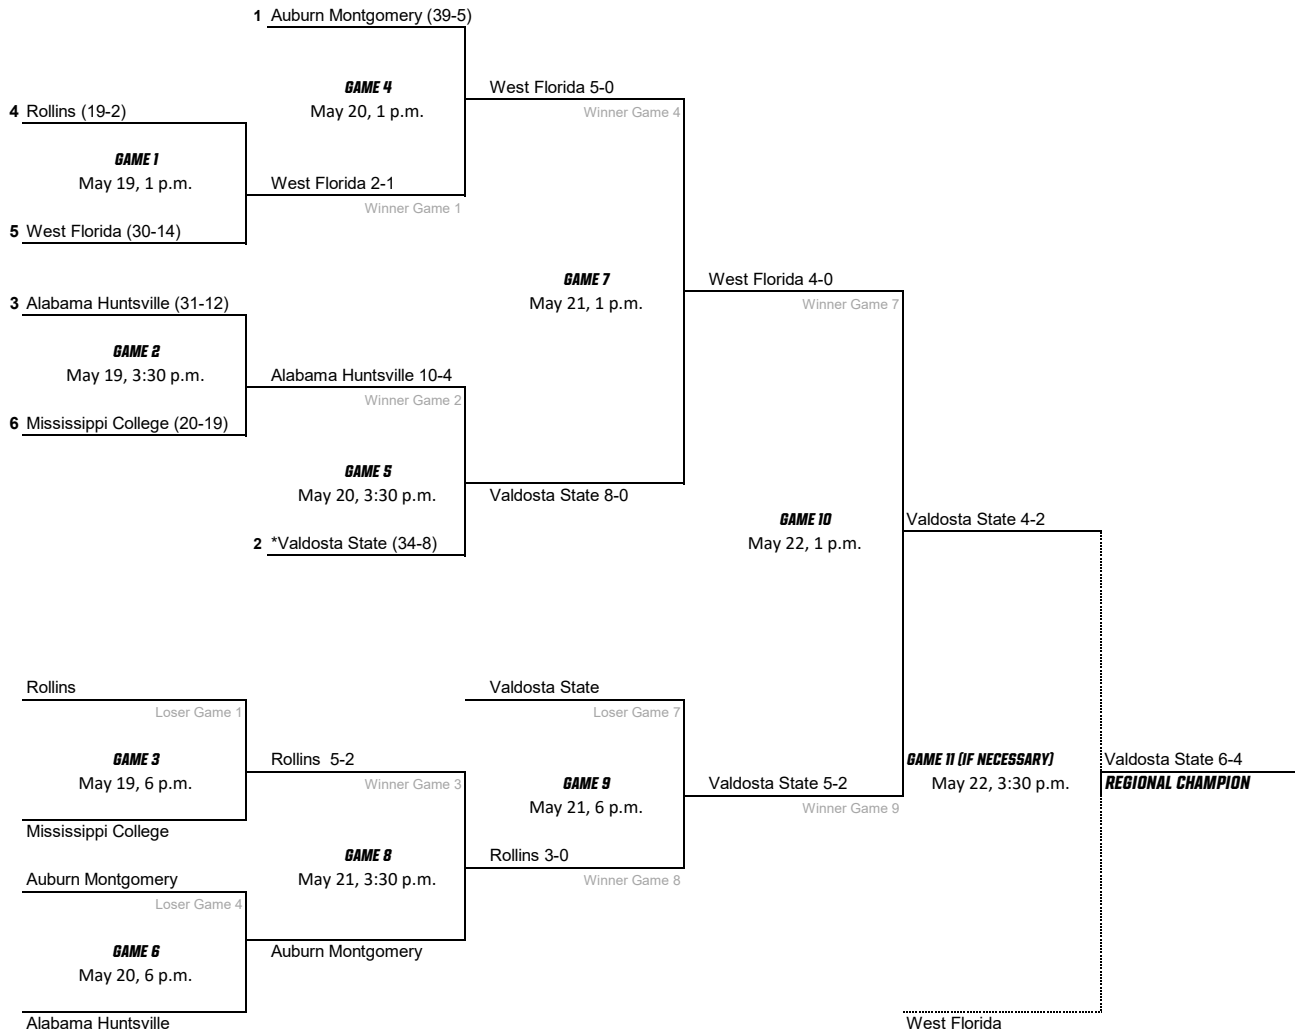 1 Auburn Montgomery (39-5)
GAME 4
May 20, 1 p.m.
West Florida 5-0
Winner Game 4
4 Rollins (19-2)
GAME 1
May 19, 1 p.m.
West Florida 2-1
Winner Game 1
5 West Florida (30-14)
GAME 7
May 21, 1 p.m.
West Florida 4-0
Winner Game 7
3 Alabama Huntsville (31-12)
GAME 2
May 19, 3:30 p.m.
Alabama Huntsville 10-4
Winner Game 2
6 Mississippi College (20-19)
GAME 5
May 20, 3:30 p.m.
Valdosta State 8-0
2 *Valdosta State (34-8)
GAME 10
May 22, 1 p.m.
Valdosta State 4-2
Rollins
Loser Game 1
GAME 3
May 19, 6 p.m.
Rollins  5-2
Winner Game 3
Mississippi College
Valdosta State
Loser Game 7
GAME 9
May 21, 6 p.m.
Valdosta State 5-2
Winner Game 9
GAME 11 (IF NECESSARY)
May 22, 3:30 p.m.
Valdosta State 6-4
REGIONAL CHAMPION
GAME 8
May 21, 3:30 p.m.
Rollins 3-0
Winner Game 8
Auburn Montgomery
Loser Game 4
GAME 6
May 20, 6 p.m.
Auburn Montgomery
Alabama Huntsville
West Florida